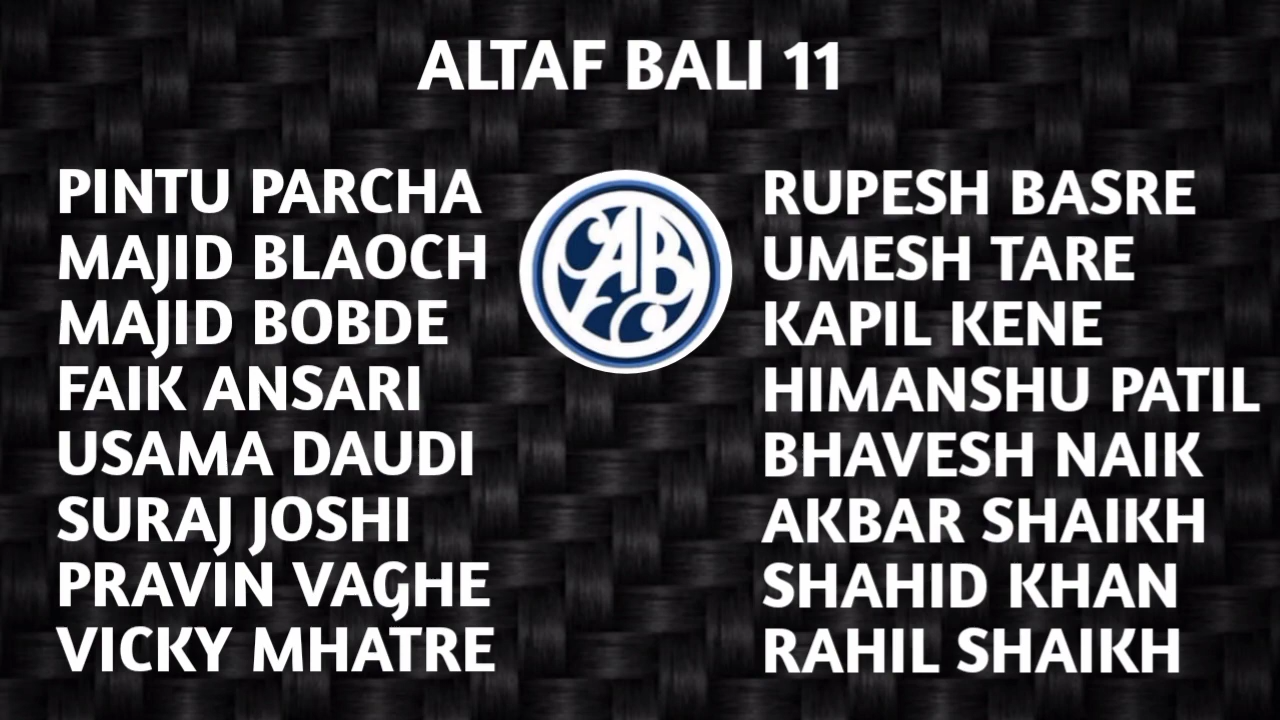 ALTAF BALI 11
PINTU PARCHA
MAJID BLAOCH
MAJID BOBDE
FAIK ANSARI
USAMA DAUDI
SURAJ JOSHI
PRAVIN VAGHE
VICKY MHATRE
RUPESH BASRE
UMESH TARE
KAPIL KENE
HIMANSHU PATIL
BHAVESH NAIK
AKBAR SHAIKH
SHAHID KHAN
RAHIL SHAIKH